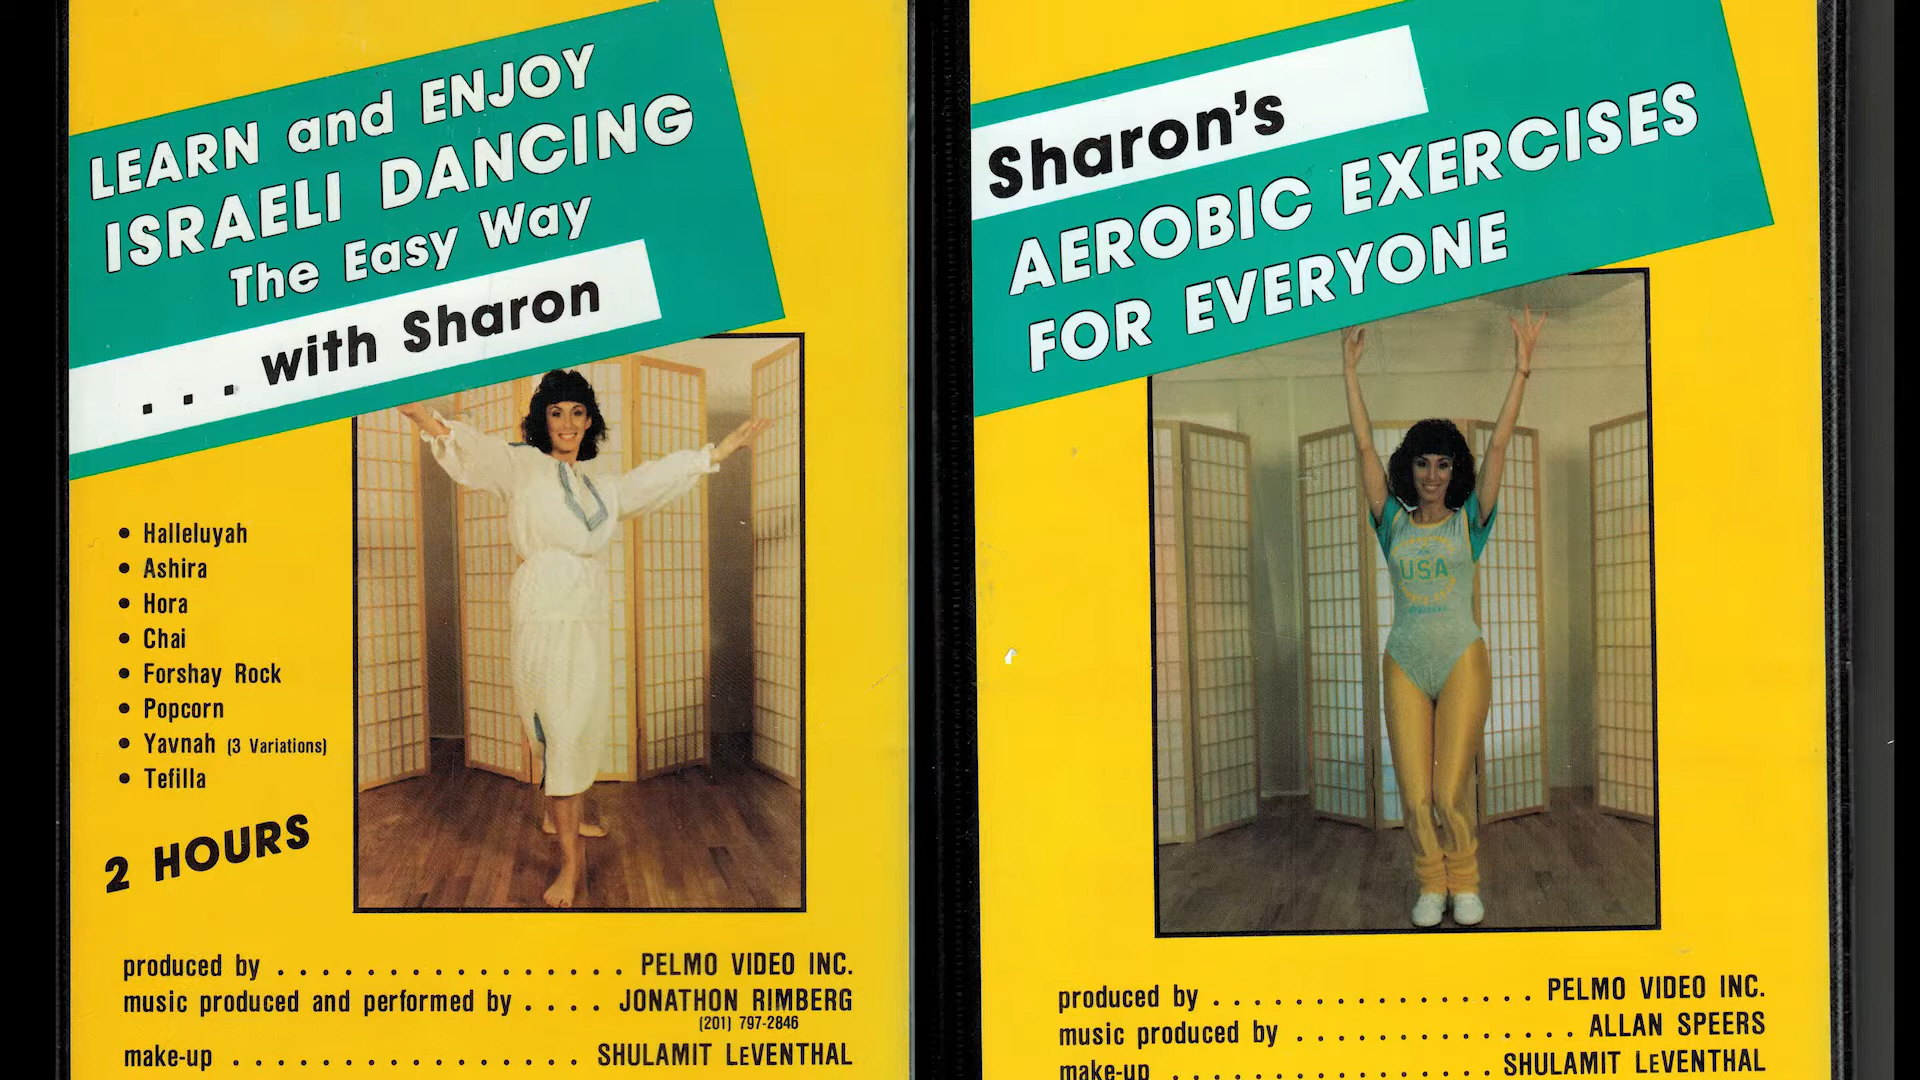 LEARN and ENJOY
ISRAELI DANCING
The Easy Way
. . . with Sharon
• Halleluyah
• Ashira
• Hora
• Chai
• Forshay Rock
• Popcorn
• Yavnah (3 Variations)
• Tefilla
2 HOURS
produced by . . . . . . . . . . . . . . . . PELMO VIDEO INC.
music produced and performed by . . . . JONATHON RIMBERG
(201) 797-2846
make-up . . . . . . . . . . . . . . . . SHULAMIT LEVENTHAL
Sharon's
AEROBIC EXERCISES
FOR EVERYONE
USA
produced by . . . . . . . . . . . . . . . . PELMO VIDEO INC.
music produced by . . . . . . . . . . . . . ALLAN SPEERS
make-up . . . . . . . . . . . . . . . SHULAMIT LEVENTHAL